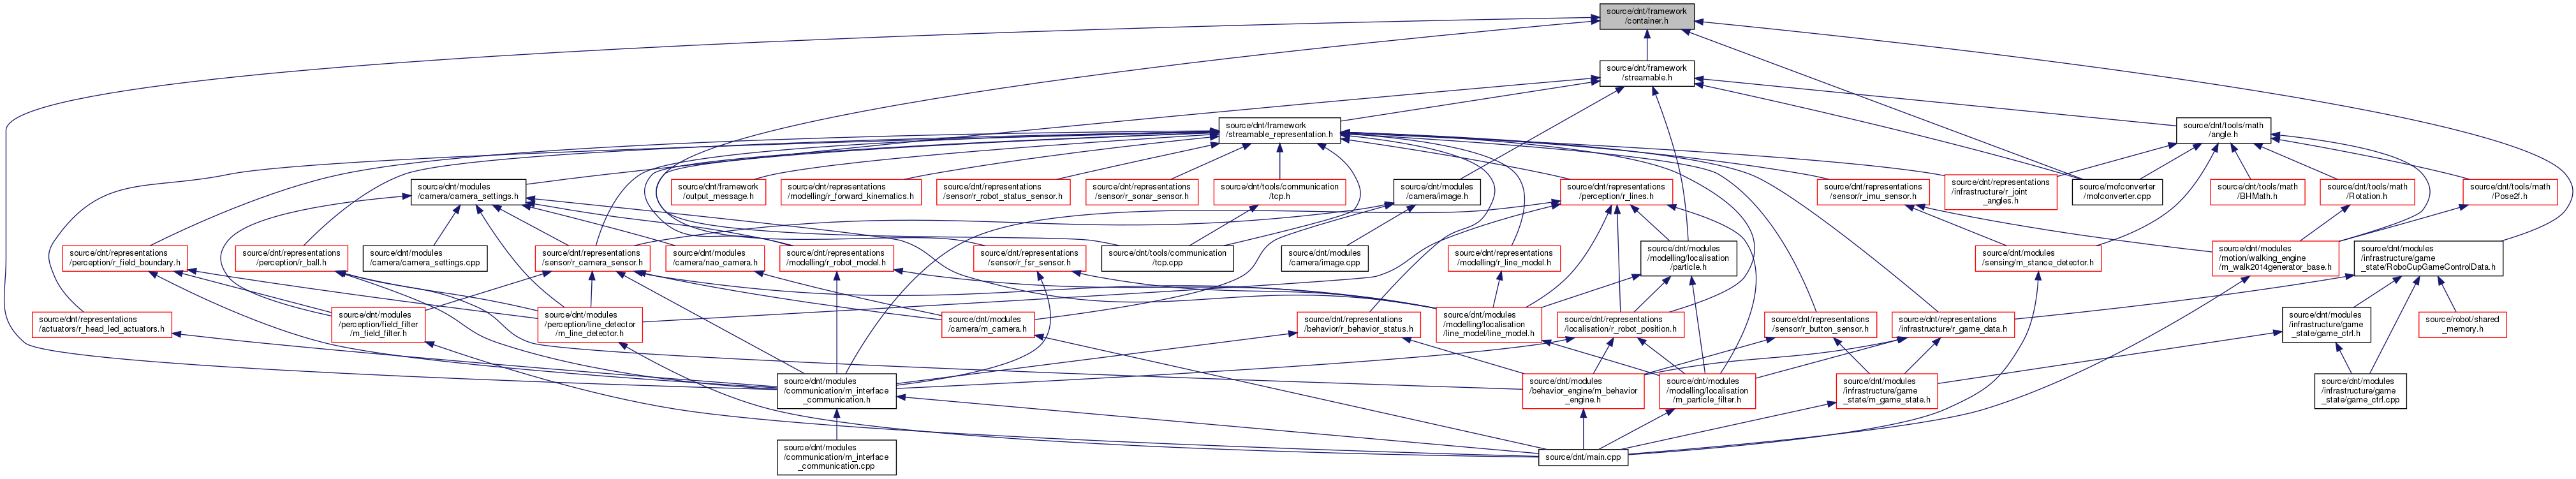 source/dnt/framework
/container.h
source/dnt/framework
/streamable.h
source/dnt/framework
/streamable_representation.h
source/dnt/tools/math
/angle.h
source/dnt/modules
/camera/camera_settings.h
source/dnt/framework
/output_message.h
source/dnt/representations
/modelling/r_forward_kinematics.h
source/dnt/representations
/sensor/r_robot_status_sensor.h
source/dnt/representations
/sensor/r_sonar_sensor.h
source/dnt/tools/communication
/tcp.h
source/dnt/modules
/camera/image.h
source/dnt/representations
/perception/r_lines.h
source/dnt/representations
/sensor/r_imu_sensor.h
source/dnt/representations
/infrastructure/r_joint
_angles.h
source/mofconverter
/mofconverter.cpp
source/dnt/tools/math
/BHMath.h
source/dnt/tools/math
/Rotation.h
source/dnt/tools/math
/Pose2f.h
source/dnt/representations
/perception/r_field_boundary.h
source/dnt/representations
/perception/r_ball.h
source/dnt/modules
/camera/camera_settings.cpp
source/dnt/representations
/sensor/r_camera_sensor.h
source/dnt/modules
/camera/nao_camera.h
source/dnt/representations
/modelling/r_robot_model.h
source/dnt/representations
/sensor/r_fsr_sensor.h
source/dnt/tools/communication
/tcp.cpp
source/dnt/modules
/camera/image.cpp
source/dnt/representations
/modelling/r_line_model.h
source/dnt/modules
/modelling/localisation
/particle.h
source/dnt/modules
/sensing/m_stance_detector.h
source/dnt/modules
/motion/walking_engine
/m_walk2014generator_base.h
source/dnt/modules
/infrastructure/game
_state/RoboCupGameControlData.h
source/dnt/representations
/actuators/r_head_led_actuators.h
source/dnt/modules
/perception/field_filter
/m_field_filter.h
source/dnt/modules
/perception/line_detector
/m_line_detector.h
source/dnt/modules
/camera/m_camera.h
source/dnt/representations
/behavior/r_behavior_status.h
source/dnt/modules
/modelling/localisation
/line_model/line_model.h
source/dnt/representations
/localisation/r_robot_position.h
source/dnt/representations
/sensor/r_button_sensor.h
source/dnt/representations
/infrastructure/r_game_data.h
source/dnt/modules
/infrastructure/game
_state/game_ctrl.h
source/robot/shared
_memory.h
source/dnt/modules
/communication/m_interface
_communication.h
source/dnt/modules
/behavior_engine/m_behavior
_engine.h
source/dnt/modules
/modelling/localisation
/m_particle_filter.h
source/dnt/modules
/infrastructure/game
_state/m_game_state.h
source/dnt/modules
/infrastructure/game
_state/game_ctrl.cpp
source/dnt/modules
/communication/m_interface
_communication.cpp
source/dnt/main.cpp